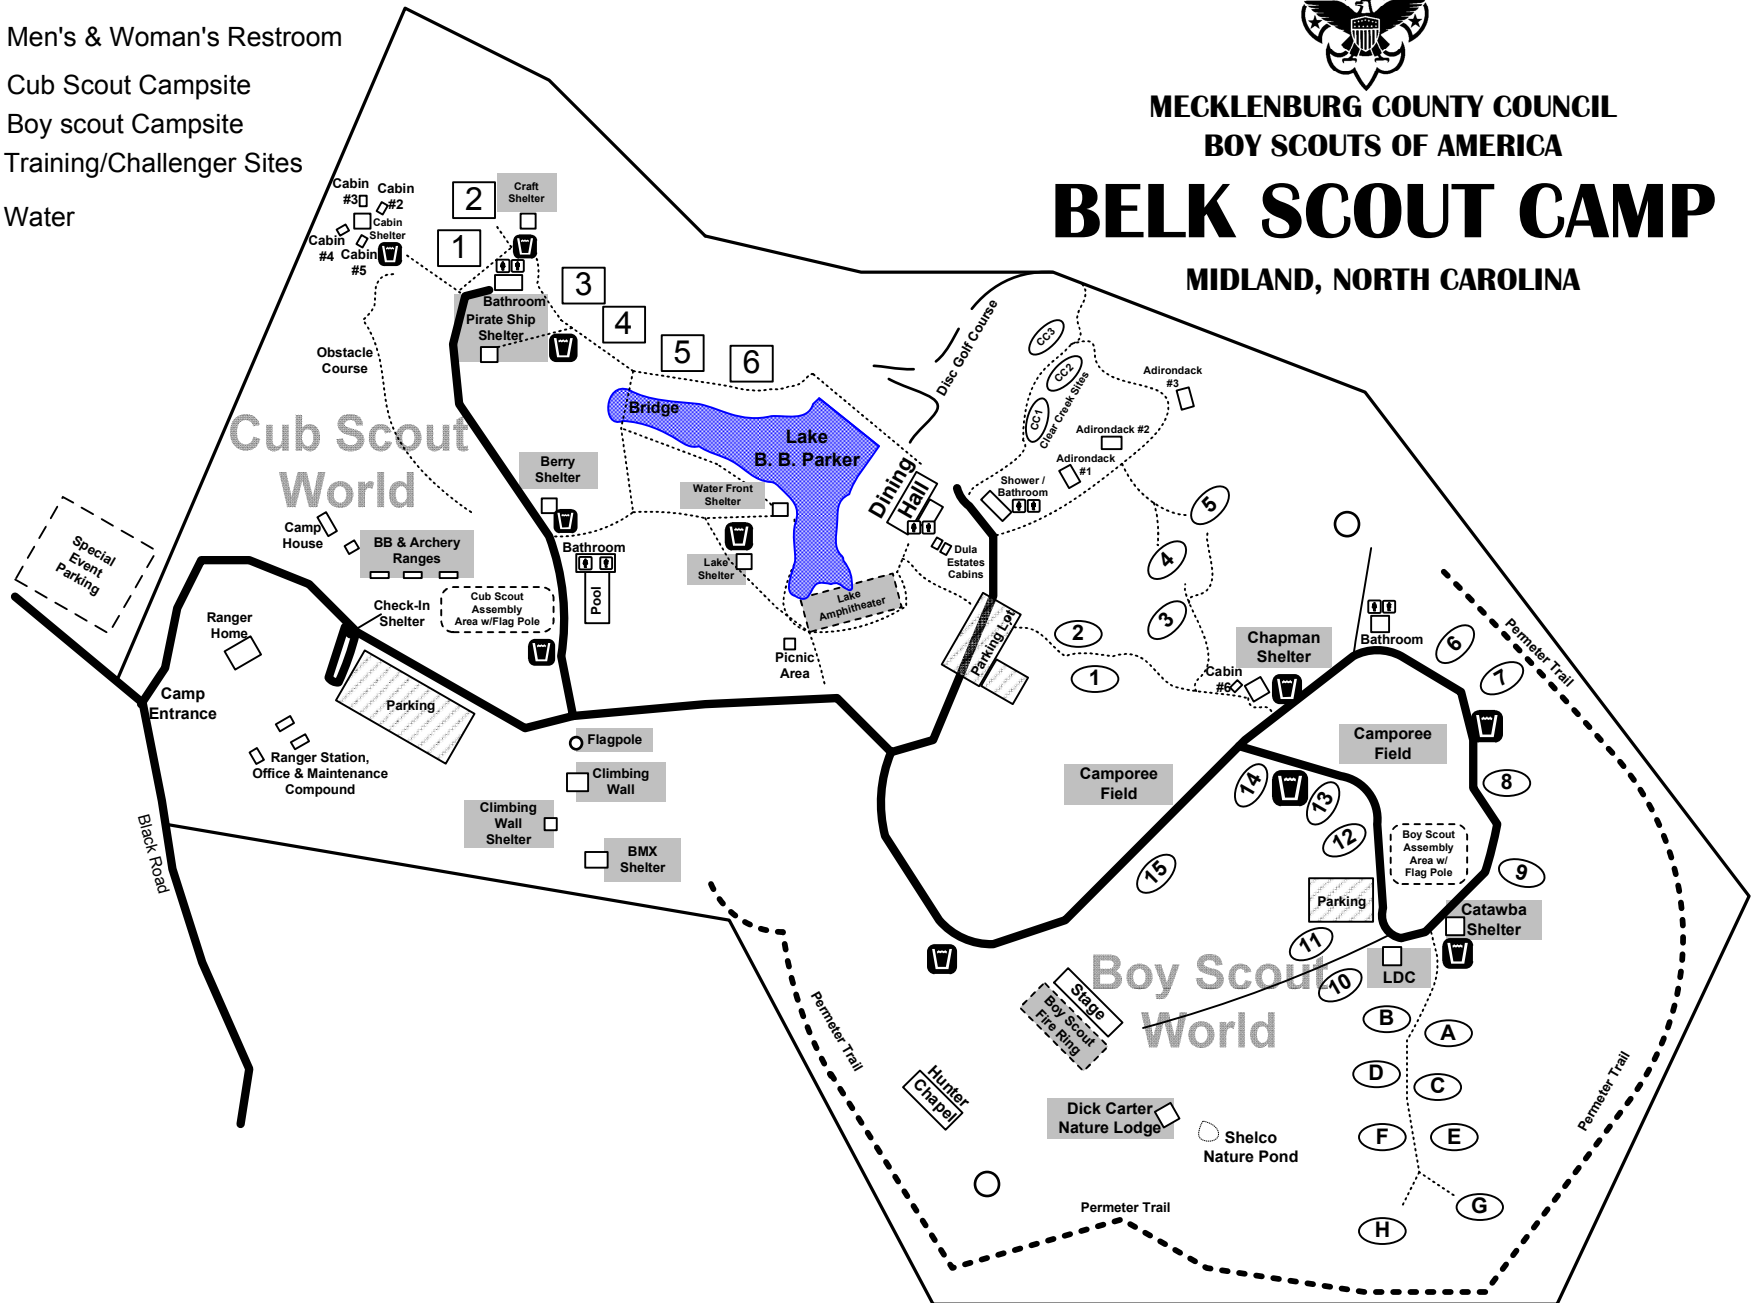 Men's & Woman's Restroom
Cub Scout Campsite
Boy scout Campsite
Training/Challenger Sites
Water
MECKLENBURG COUNTY COUNCIL
BOY SCOUTS OF AMERICA
BELK SCOUT CAMP
MIDLAND, NORTH CAROLINA
Cabin
#3
Cabin
#2
Cabin
Shelter
Cabin
#4
Cabin
#5
2
Craft
Shelter
1
Bathroom
Pirate Ship
Shelter
3
4
5
6
Obstacle
Course
Cub Scout
World
Bridge
Lake
B. B. Parker
Berry
Shelter
Water Front
Shelter
Lake
Shelter
Lake
Amphitheater
Picnic
Area
Bathroom
Pool
Camp
House
BB & Archery
Ranges
Cub Scout
Assembly
Area w/Flag Pole
Check-In
Shelter
Special
Event
Parking
Ranger
Home
Camp
Entrance
Parking
Ranger Station,
Office & Maintenance
Compound
Black Road
Flagpole
Climbing
Wall
Climbing
Wall
Shelter
BMX
Shelter
Disc Golf Course
CC3
CC2
CC1
Clear Creek Sites
Adirondack
#3
Adirondack #2
Adirondack
#1
Shower /
Bathroom
Dining
Hall
Dula
Estates
Cabins
Parking Lot
5
4
3
2
1
Cabin
#6
Chapman
Shelter
Bathroom
6
7
Permeter Trail
Camporee
Field
8
Camporee
Field
14
13
12
15
Boy Scout
Assembly
Area w/
Flag Pole
9
Parking
Catawba
Shelter
11
10
LDC
Boy Scout
World
Stage
Boy Scout
Fire Ring
B
A
D
C
F
E
G
H
Permeter Trail
Hunter
Chapel
Dick Carter
Nature Lodge
Shelco
Nature Pond
Permeter Trail
Permeter Trail